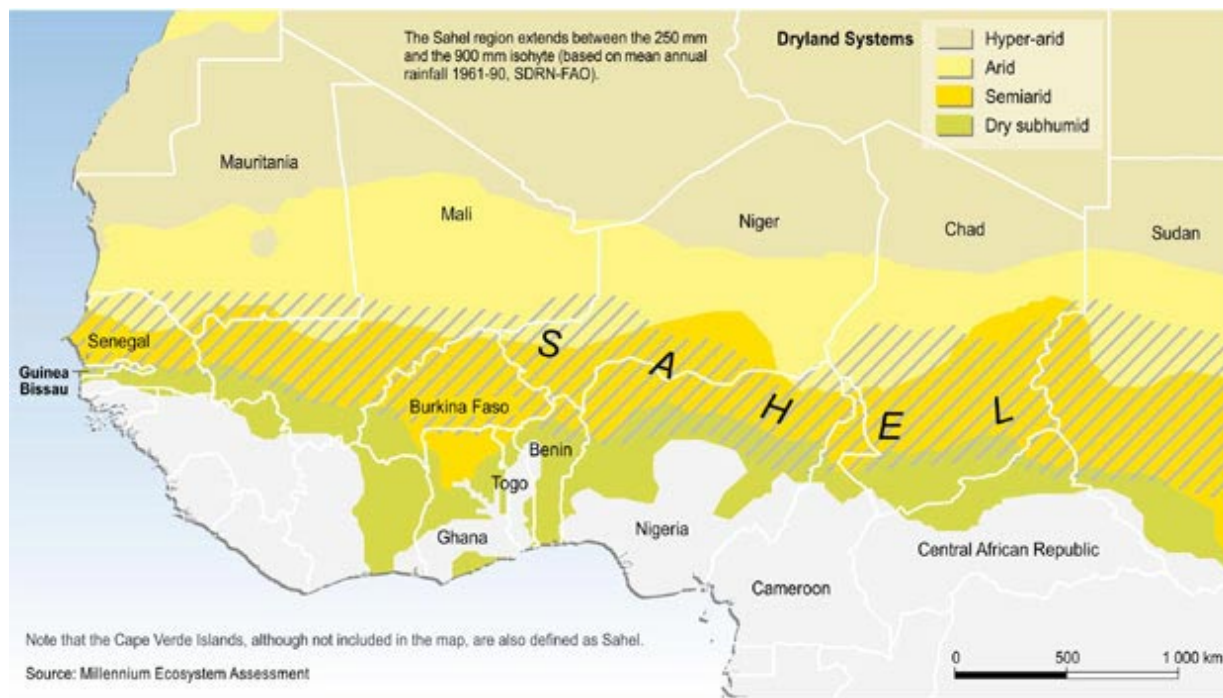 The Sahel region extends between the 250 mm
and the 900 mm isohyte (based on mean annual
rainfall 1961-90, SDRN-FAO).
Dryland Systems
Hyper-arid
Arid
Semiarid
Dry subhumid
Mauritania
Mali
Niger
Chad
Sudan
Senegal
Guinea
Bissau
S A H E L
Burkina Faso
Benin
Togo
Ghana
Nigeria
Central African Republic
Cameroon
Note that the Cape Verde Islands, although not included in the map, are also defined as Sahel.
Source: Millennium Ecosystem Assessment
0 500 1 000 km